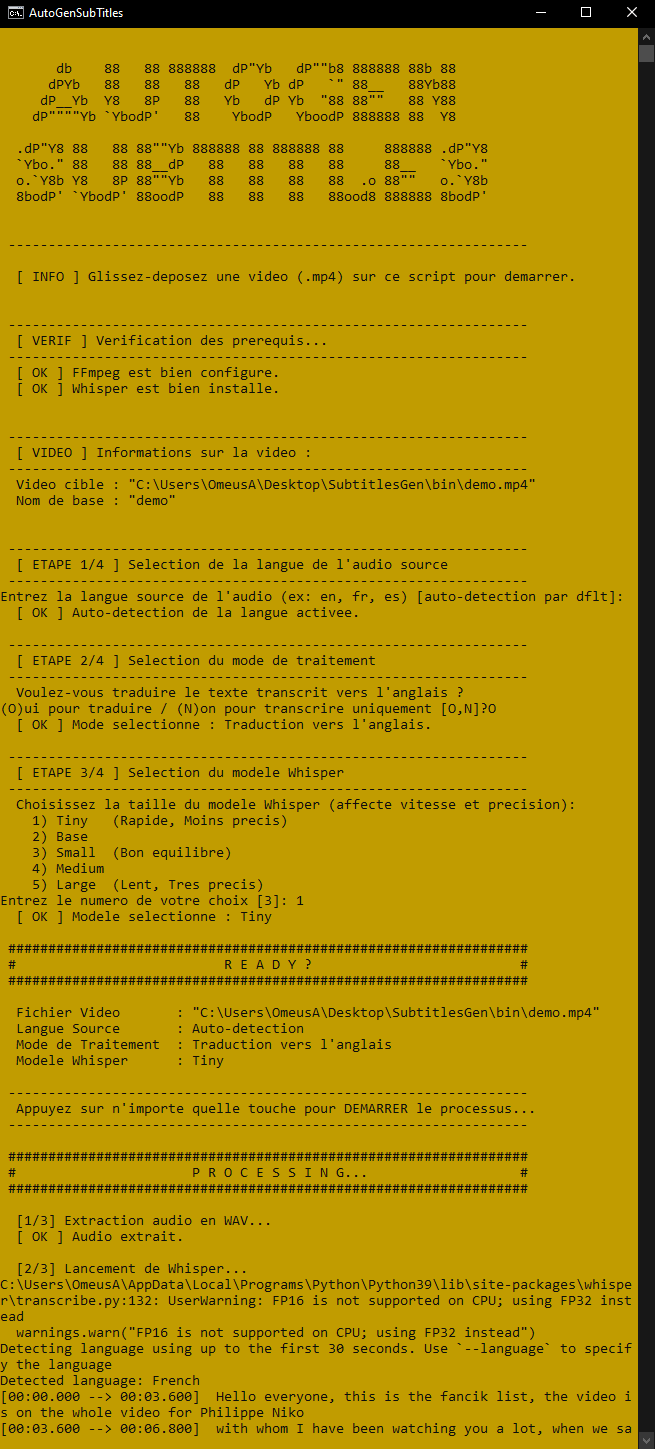 AutoGenSubTitles
      db    88   88 888888  dP"Yb   dP""b8 888888 88b 88
     dPYb   88   88   88   dP   Yb dP   `" 88__   88Yb88
    dP__Yb  Y8   8P   88   Yb   dP Yb  "88 88""   88 Y88
   dP""""Yb `YbodP'   88    YbodP   YboodP 888888 88  Y8
 .dP"Y8 88   88 88""Yb 888888 88 888888 88     888888 .dP"Y8
 `Ybo." 88   88 88__dP   88   88   88   88     88__   `Ybo."
 o.`Y8b Y8   8P 88""Yb   88   88   88   88  .o 88""   o.`Y8b
 8bodP' `YbodP' 88oodP   88   88   88   88ood8 888888 8bodP'
-----------------------------------------------------------------
[ INFO ] Glissez-deposez une video (.mp4) sur ce script pour demarrer.
-----------------------------------------------------------------
[ VERIF ] Verification des prerequis...
-----------------------------------------------------------------
[ OK ] FFmpeg est bien configure.
[ OK ] Whisper est bien installe.
-----------------------------------------------------------------
[ VIDEO ] Informations sur la video :
-----------------------------------------------------------------
Video cible : "C:\Users\OmeusA\Desktop\SubtitlesGen\bin\demo.mp4"
Nom de base : "demo"
-----------------------------------------------------------------
[ ETAPE 1/4 ] Selection de la langue de l'audio source
-----------------------------------------------------------------
Entrez la langue source de l'audio (ex: en, fr, es) [auto-detection par dflt]:
[ OK ] Auto-detection de la langue activee.
-----------------------------------------------------------------
[ ETAPE 2/4 ] Selection du mode de traitement
-----------------------------------------------------------------
Voulez-vous traduire le texte transcrit vers l'anglais ?
(O)ui pour traduire / (N)on pour transcrire uniquement [O,N]?O
[ OK ] Mode selectionne : Traduction vers l'anglais.
-----------------------------------------------------------------
[ ETAPE 3/4 ] Selection du modele Whisper
-----------------------------------------------------------------
Choisissez la taille du modele Whisper (affecte vitesse et precision):
1) Tiny   (Rapide, Moins precis)
2) Base
3) Small  (Bon equilibre)
4) Medium
5) Large  (Lent, Tres precis)
Entrez le numero de votre choix [3]: 1
[ OK ] Modele selectionne : Tiny
#################################################################
#                          R E A D Y ?                          #
#################################################################
Fichier Video       : "C:\Users\OmeusA\Desktop\SubtitlesGen\bin\demo.mp4"
Langue Source       : Auto-detection
Mode de Traitement  : Traduction vers l'anglais
Modele Whisper      : Tiny
-----------------------------------------------------------------
Appuyez sur n'importe quelle touche pour DEMARRER le processus...
-----------------------------------------------------------------
#################################################################
#                      P R O C E S S I N G...                   #
#################################################################
[1/3] Extraction audio en WAV...
[ OK ] Audio extrait.
[2/3] Lancement de Whisper...
C:\Users\OmeusA\AppData\Local\Programs\Python\Python39\lib\site-packages\whispe
r\transcribe.py:132: UserWarning: FP16 is not supported on CPU; using FP32 inst
ead
  warnings.warn("FP16 is not supported on CPU; using FP32 instead")
Detecting language using up to the first 30 seconds. Use `--language` to specif
y the language
Detected language: French
[00:00.000 --> 00:03.600]  Hello everyone, this is the fancik list, the video i
s on the whole video for Philippe Niko
[00:03.600 --> 00:06.800]  with whom I have been watching you a lot, when we sa